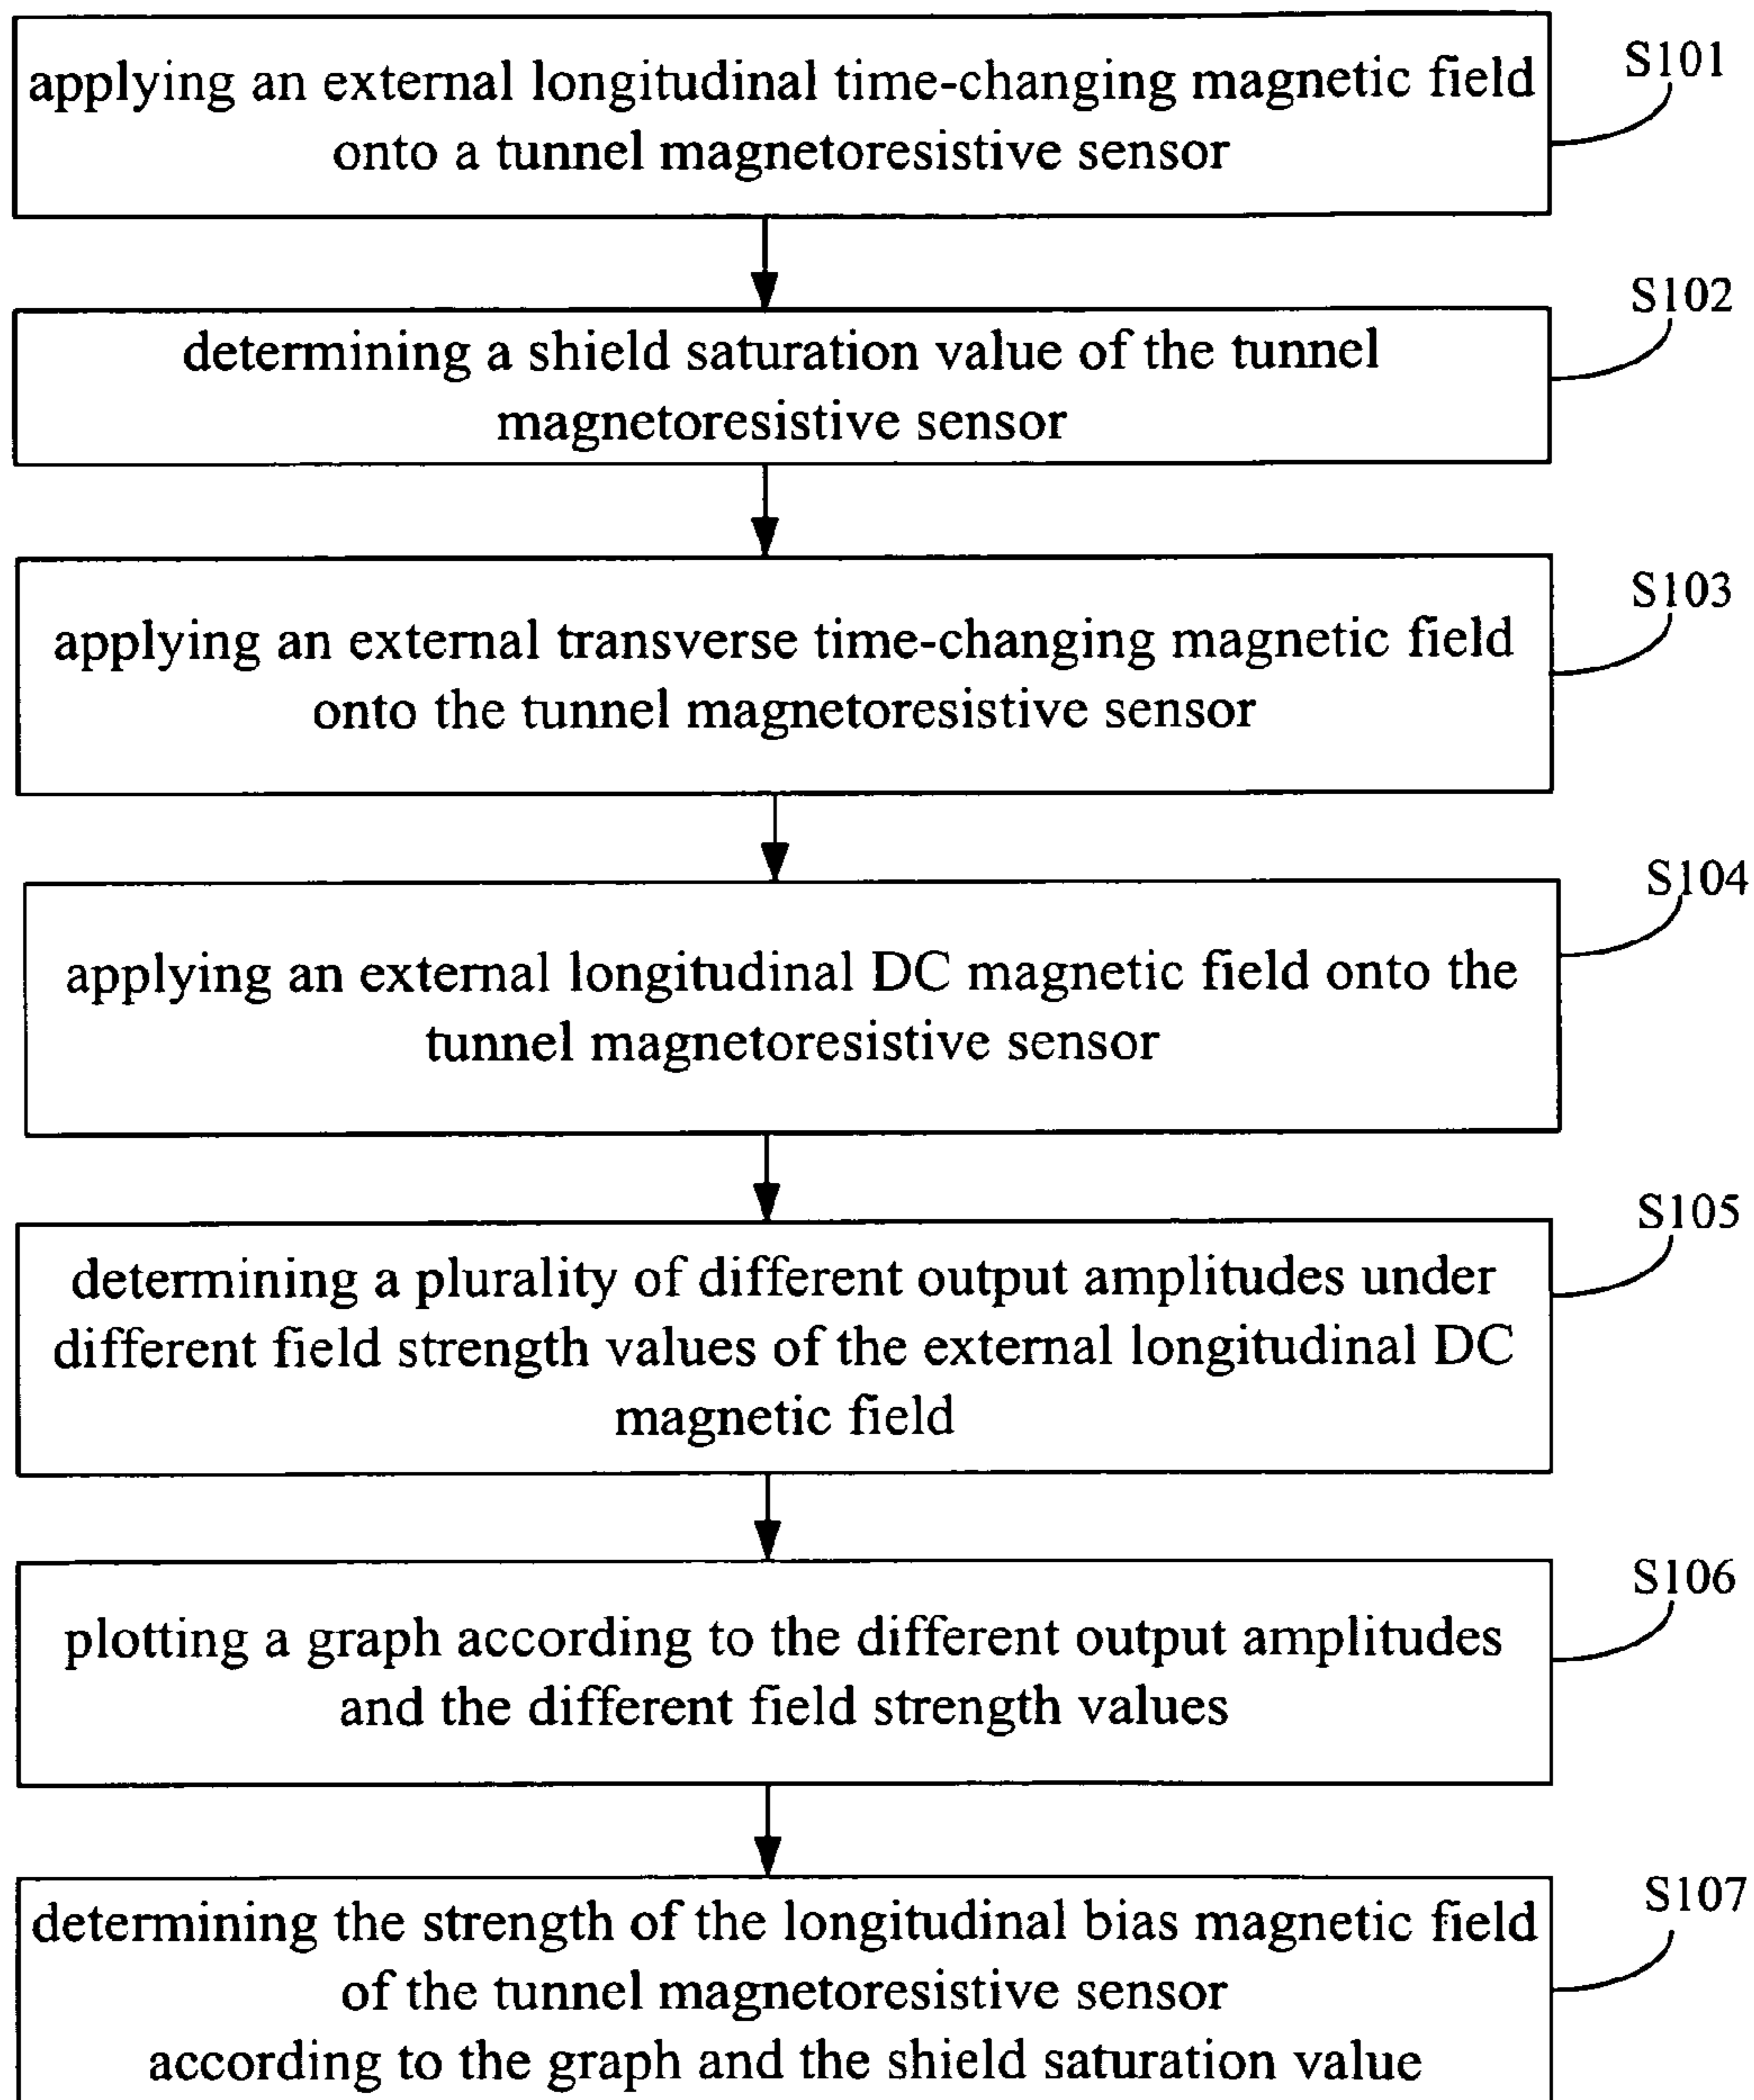 applying an external longitudinal time-changing magnetic field
onto a tunnel magnetoresistive sensor
S101
determining a shield saturation value of the tunnel
magnetoresistive sensor
S102
applying an external transverse time-changing magnetic field
onto the tunnel magnetoresistive sensor
S103
applying an external longitudinal DC magnetic field onto the
tunnel magnetoresistive sensor
S104
determining a plurality of different output amplitudes under
different field strength values of the external longitudinal DC
magnetic field
S105
plotting a graph according to the different output amplitudes
and the different field strength values
S106
determining the strength of the longitudinal bias magnetic field
of the tunnel magnetoresistive sensor
according to the graph and the shield saturation value
S107